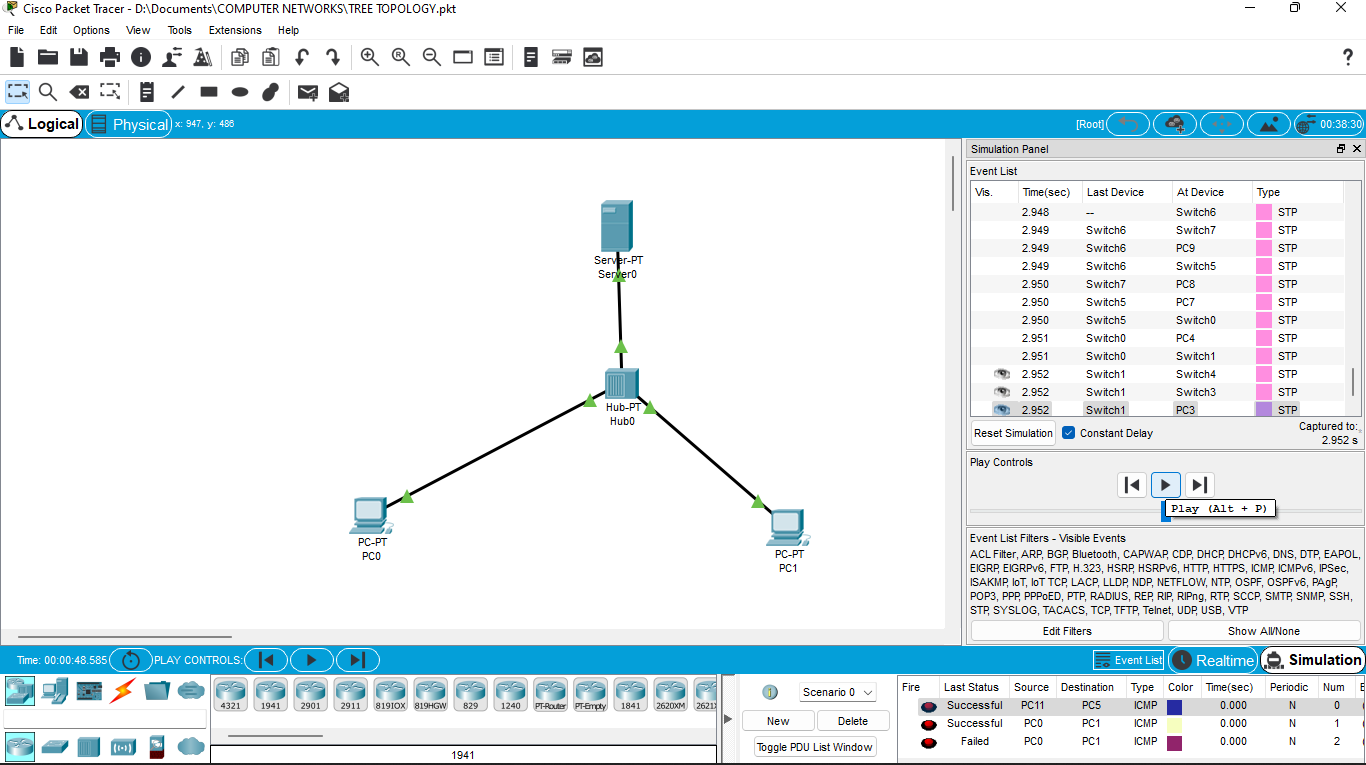 Cisco Packet Tracer - D:\Documents\COMPUTER NETWORKS\TREE TOPOLOGY.pkt
File Edit Options View Tools Extensions Help
Logical Physical x: 947, y: 486 [Root] 00:38:30
Simulation Panel
Event List
Vis. Time(sec) Last Device At Device Type
2.948 -- Switch6 STP
2.949 Switch6 Switch7 STP
2.949 Switch6 PC9 STP
2.949 Switch6 Switch5 STP
2.950 Switch7 PC8 STP
2.950 Switch5 PC7 STP
2.950 Switch5 Switch0 STP
2.951 Switch0 PC4 STP
2.951 Switch0 Switch1 STP
2.952 Switch1 Switch4 STP
2.952 Switch1 Switch3 STP
2.952 Switch1 PC3 STP
Reset Simulation Constant Delay Captured to:
2.952 s
Play Controls
Play (Alt + P)
Event List Filters - Visible Events
ACL Filter, ARP, BGP, Bluetooth, CAPWAP, CDP, DHCP, DHCPv6, DNS, DTP, EAPOL,
EIGRP, EIGRPv6, FTP, H.323, HSRP, HSRPv6, HTTP, HTTPS, ICMP, ICMPv6, IPSec,
ISAKMP, IoT, IoT TCP, LACP, LLDP, NDP, NETFLOW, NTP, OSPF, OSPFv6, PAgP,
POP3, PPP, PPPoED, PTP, RADIUS, REP, RIP, RIPng, RTP, SCCP, SMTP, SNMP, SSH,
STP, SYSLOG, TACACS, TCP, TFTP, Telnet, UDP, USB, VTP
Edit Filters Show All/None
Server-PT
Server0
Hub-PT
Hub0
PC-PT
PC0
PC-PT
PC1
Time: 00:00:48.585 PLAY CONTROLS: Event List Realtime Simulation
4321 1941 2901 2911 819IOX 819HGW 829 1240 PT-Router PT-Empty 1841 2620XM 2621X
1941
Scenario 0
New Delete
Toggle PDU List Window
Fire Last Status Source Destination Type Color Time(sec) Periodic Num
Successful PC11 PC5 ICMP 0.000 N 0
Successful PC0 PC1 ICMP 0.000 N 1
Failed PC0 PC1 ICMP 0.000 N 2